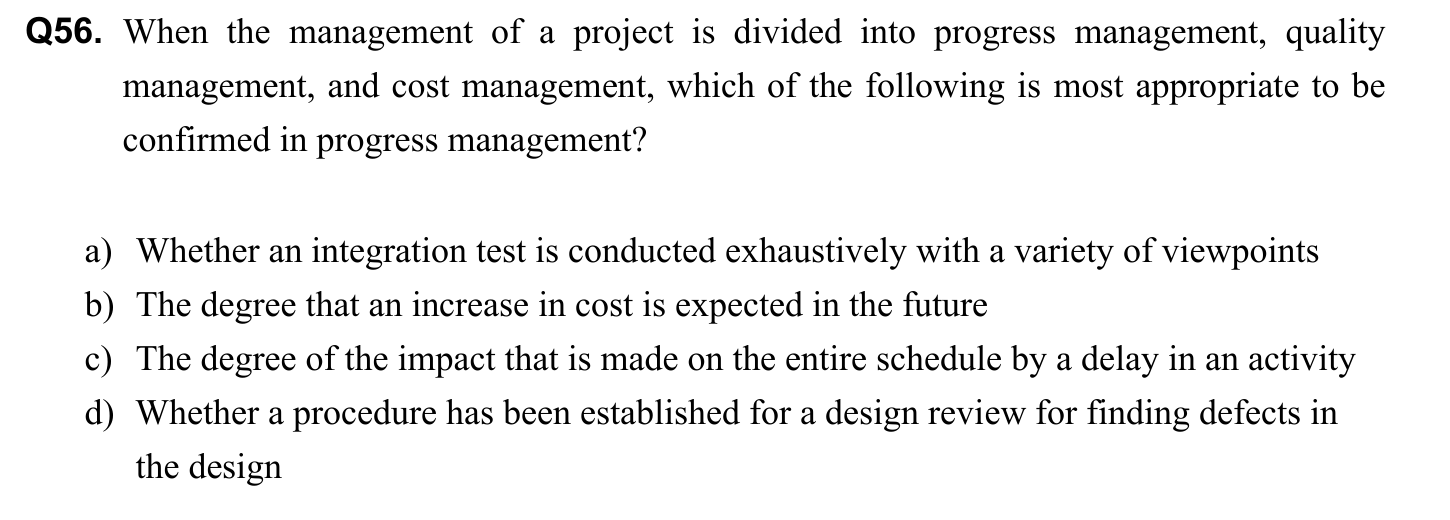 Q56. When the management of a project is divided into progress management, quality
management, and cost management, which of the following is most appropriate to be
confirmed in progress management?
a) Whether an integration test is conducted exhaustively with a variety of viewpoints
b) The degree that an increase in cost is expected in the future
c) The degree of the impact that is made on the entire schedule by a delay in an activity
d) Whether a procedure has been established for a design review for finding defects in
the design